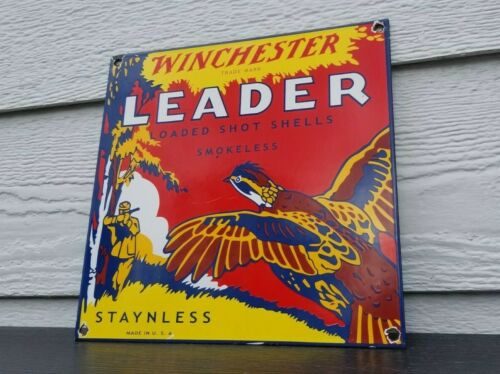 WINCHESTER
TRADE MARK
LEADER
LOADED SHOT SHELLS
SMOKELESS
STAYNLESS
MADE IN U. S. A.